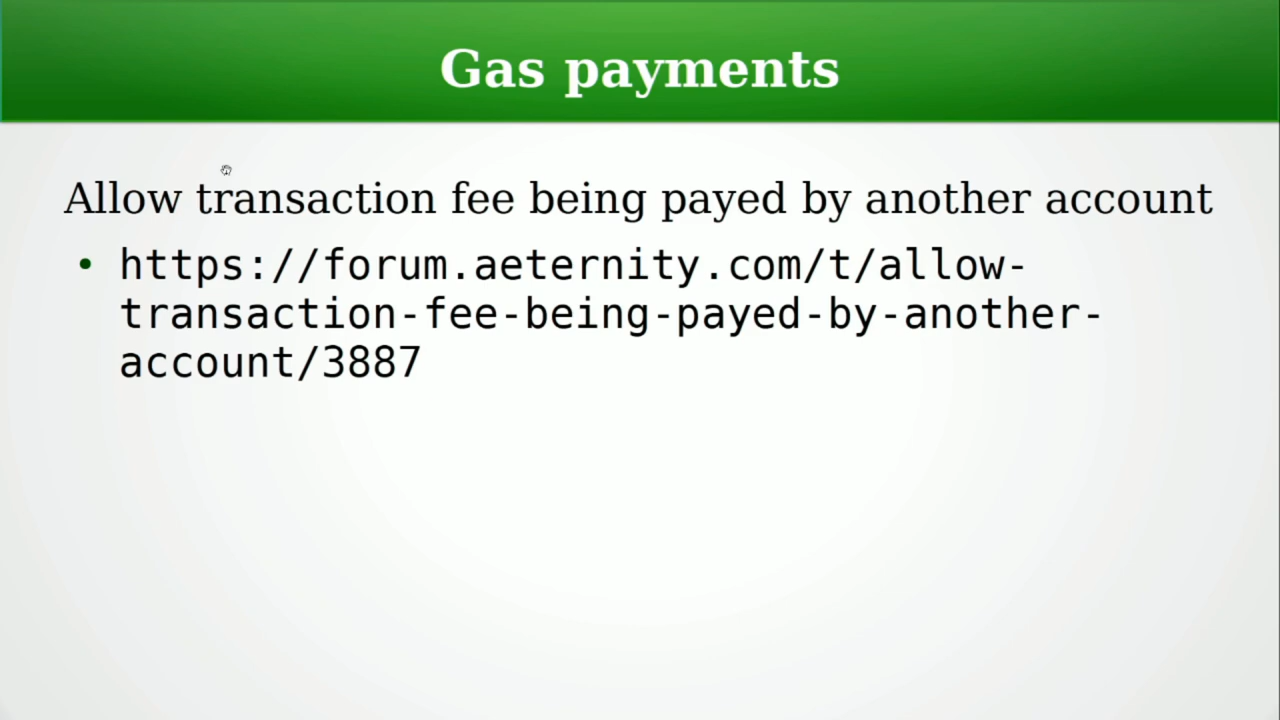 Gas payments
Allow transaction fee being payed by another account
• https://forum.aeternity.com/t/allow-
transaction-fee-being-payed-by-another-
account/3887